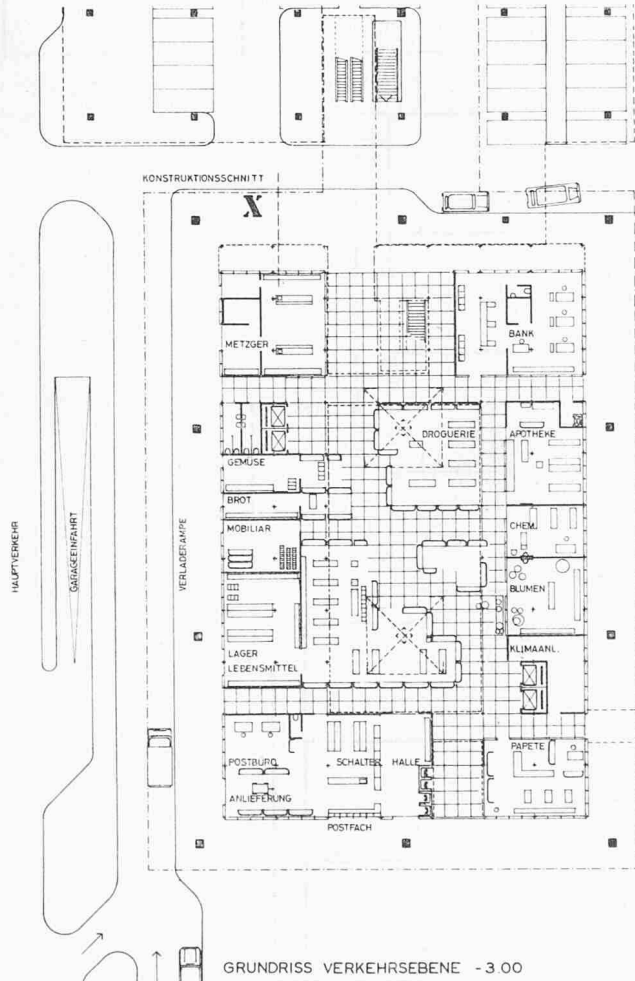 KONSTRUKTIONSSCHNITT
X
METZGER
BANK
DROGUERIE
APOTHEKE
GEMÜSE
BROT
CHEM.
MOBILIAR
HAUPTVERKEHR
GARAGEEINFAHRT
VERLADERAMPE
BLUMEN
LAGER
LEBENSMITTEL
KLIMAANL.
POSTBÜRO
SCHALTER HALLE
PAPETE
ANLIEFERUNG
POSTFACH
GRUNDRISS VERKEHRSEBENE - 3.00